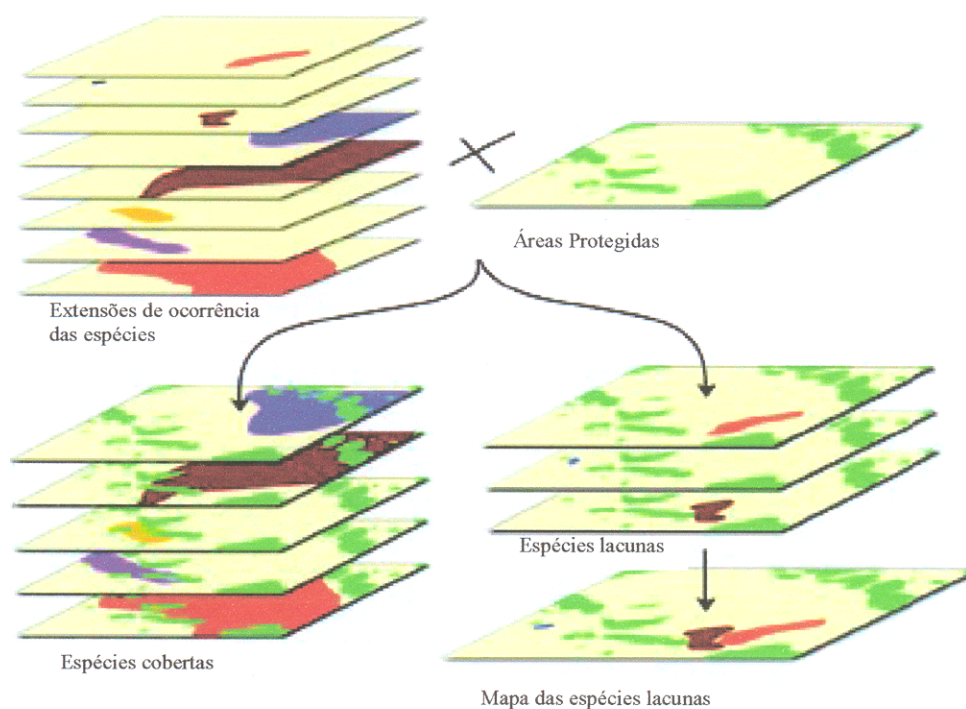 Áreas Protegidas
Extensões de ocorrência
das espécies
Espécies lacunas
Espécies cobertas
Mapa das espécies lacunas